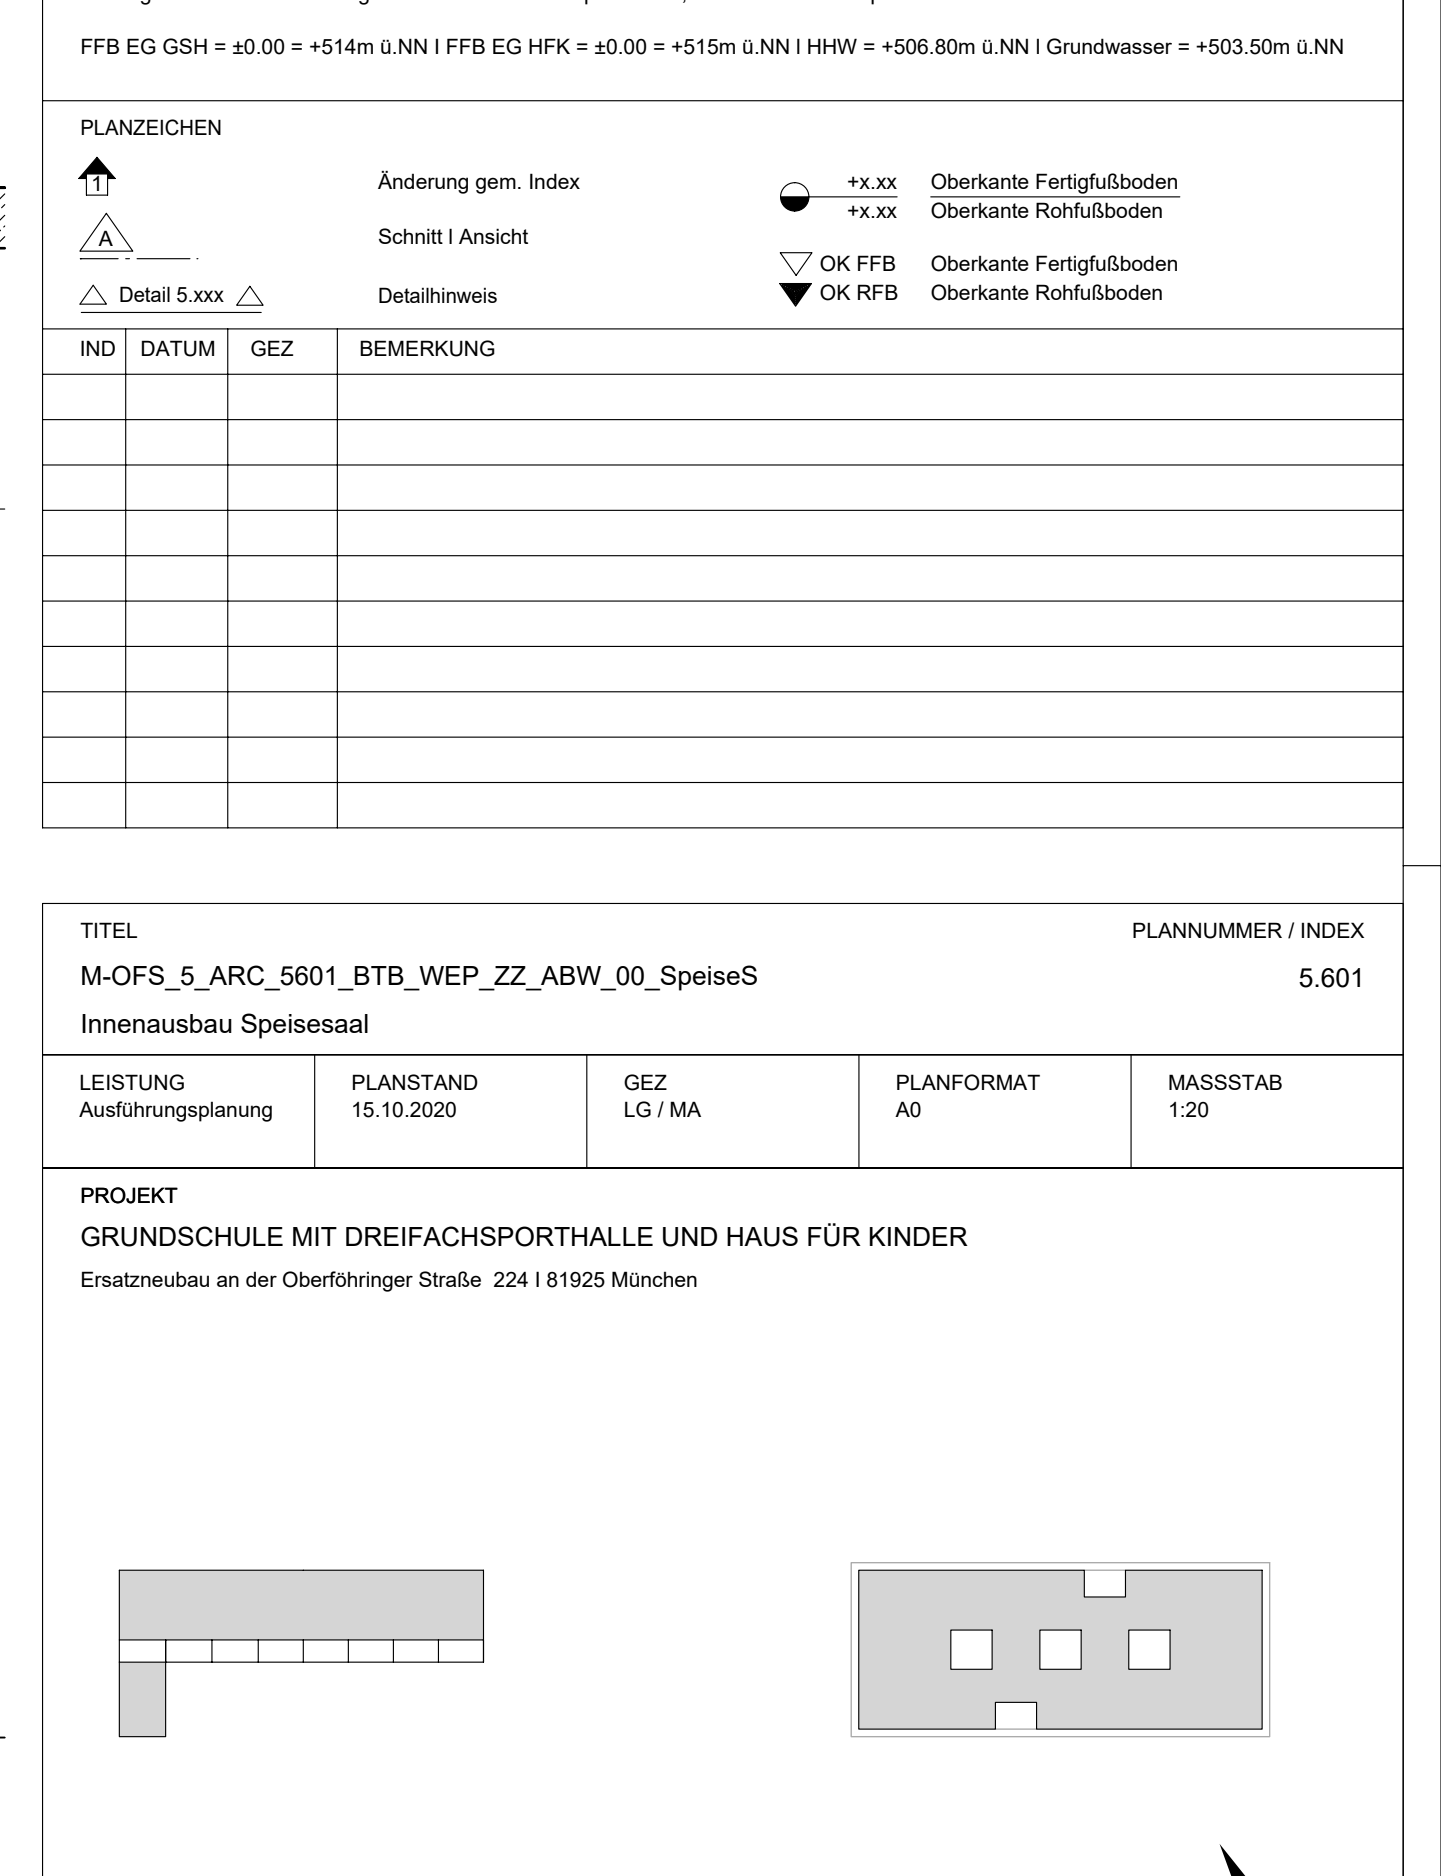 FFB EG GSH = ±0.00 = +514m ü.NN I FFB EG HFK = ±0.00 = +515m ü.NN I HHW = +506.80m ü.NN I Grundwasser = +503.50m ü.NN
PLANZEICHEN
1 Änderung gem. Index
A Schnitt I Ansicht
Detail 5.xxx Detailhinweis
+x.xx Oberkante Fertigfußboden
+x.xx Oberkante Rohfußboden
OK FFB Oberkante Fertigfußboden
OK RFB Oberkante Rohfußboden
IND DATUM GEZ BEMERKUNG
TITEL PLANNUMMER / INDEX
M-OFS_5_ARC_5601_BTB_WEP_ZZ_ABW_00_SpeiseS 5.601
Innenausbau Speisesaal
LEISTUNG PLANSTAND GEZ PLANFORMAT MASSSTAB
Ausführungsplanung 15.10.2020 LG / MA A0 1:20
PROJEKT
GRUNDSCHULE MIT DREIFACHSPORTHALLE UND HAUS FÜR KINDER
Ersatzneubau an der Oberföhringer Straße 224 I 81925 München